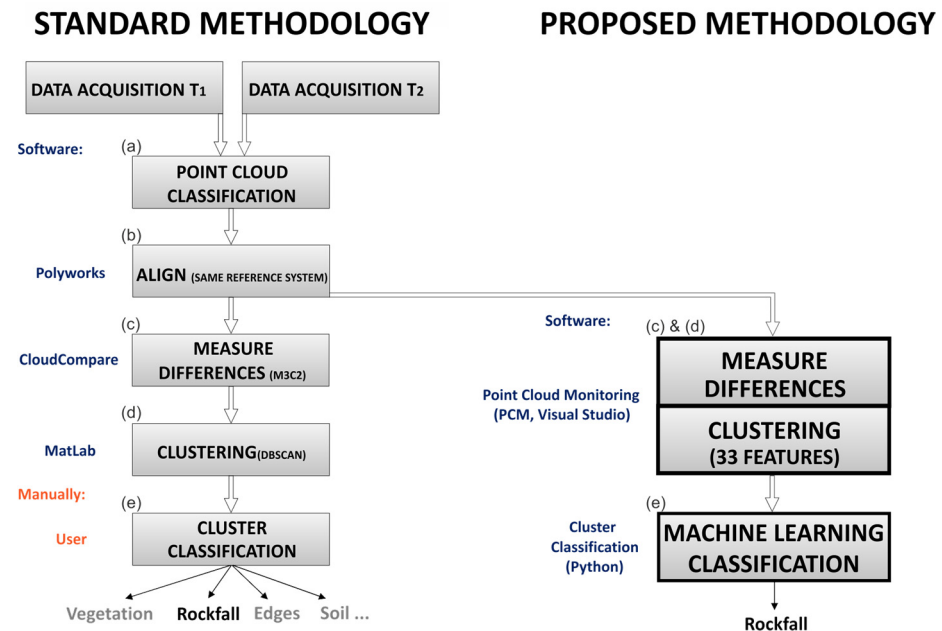 STANDARD METHODOLOGY
PROPOSED METHODOLOGY
DATA ACQUISITION T1
DATA ACQUISITION T2
Software:
(a)
POINT CLOUD
CLASSIFICATION
(b)
Polyworks
ALIGN (SAME REFERENCE SYSTEM)
(c)
CloudCompare
MEASURE
DIFFERENCES (M3C2)
(d)
MatLab
CLUSTERING(DBSCAN)
Manually:
(e)
User
CLUSTER
CLASSIFICATION
Vegetation
Rockfall
Edges
Soil ...
Software:
(c) & (d)
Point Cloud Monitoring
(PCM, Visual Studio)
MEASURE
DIFFERENCES
CLUSTERING
(33 FEATURES)
(e)
Cluster
Classification
(Python)
MACHINE LEARNING
CLASSIFICATION
Rockfall